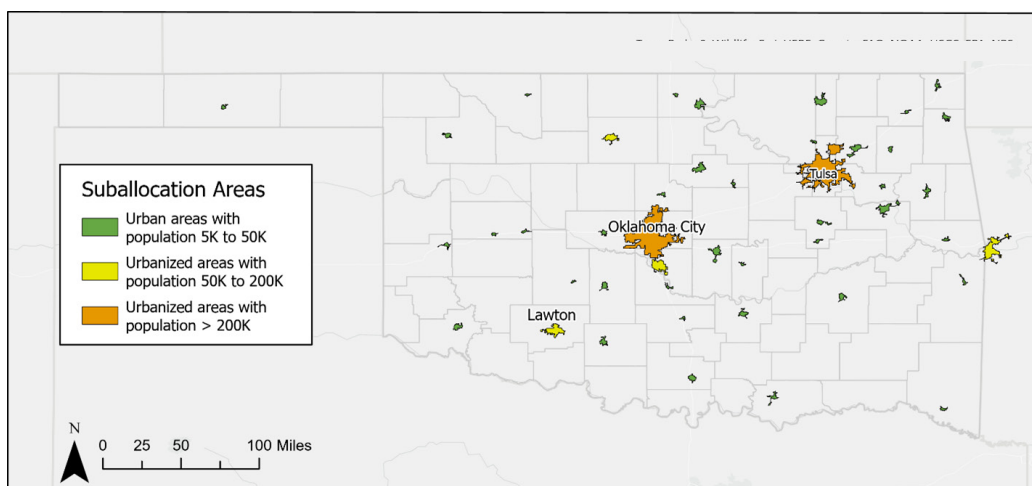 Tulsa
Oklahoma City
Lawton
Suballocation Areas
Urban areas with
population 5K to 50K
Urbanized areas with
population 50K to 200K
Urbanized areas with
population > 200K
N
0 25 50 100 Miles